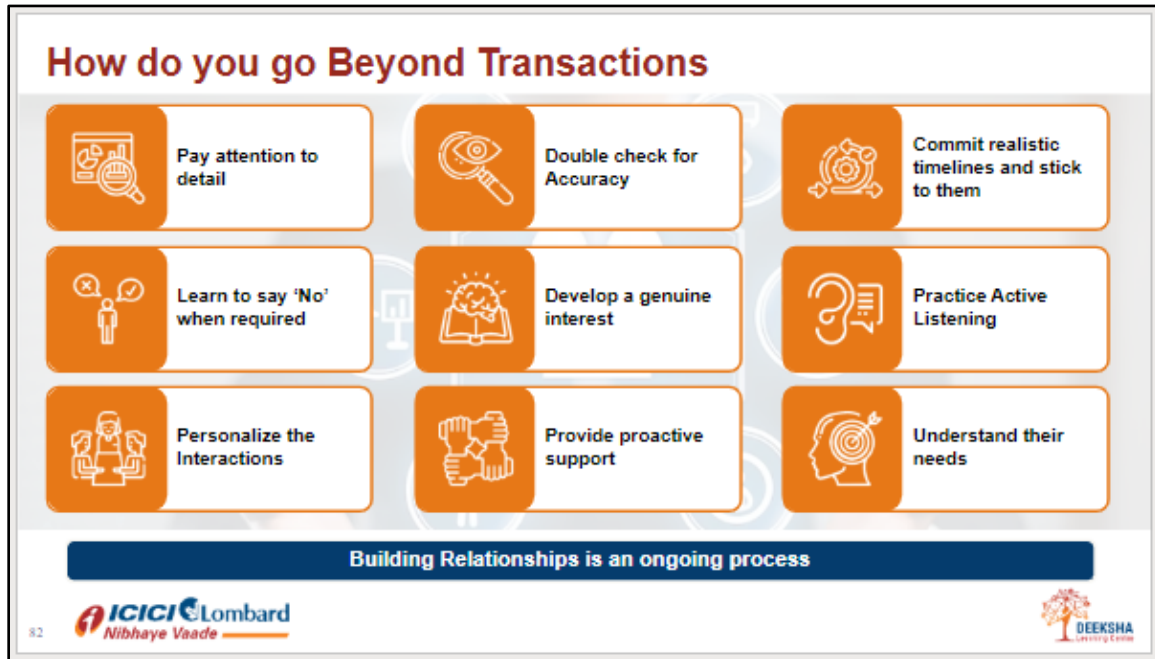 How do you go Beyond Transactions
Pay attention to
detail
Double check for
Accuracy
Commit realistic
timelines and stick
to them
Learn to say ‘No’
when required
Develop a genuine
interest
Practice Active
Listening
Personalize the
Interactions
Provide proactive
support
Understand their
needs
Building Relationships is an ongoing process
82
ICICI Lombard
Nibhaye Vaade
DEEKSHA
Learning Centre